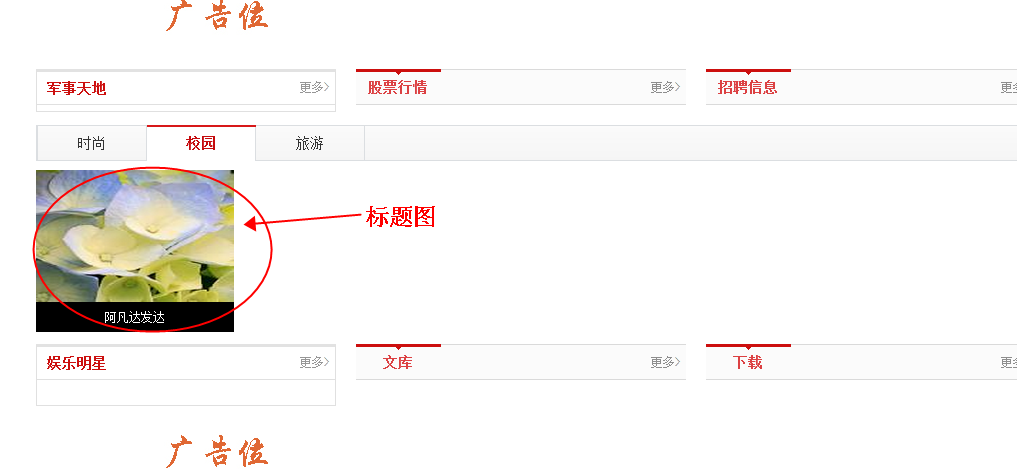 广告位
军事天地 更多>
股票行情 更多>
招聘信息
时尚 校园 旅游
标题图
阿凡达发达
娱乐明星 更多>
文库 更多>
下载
广告位